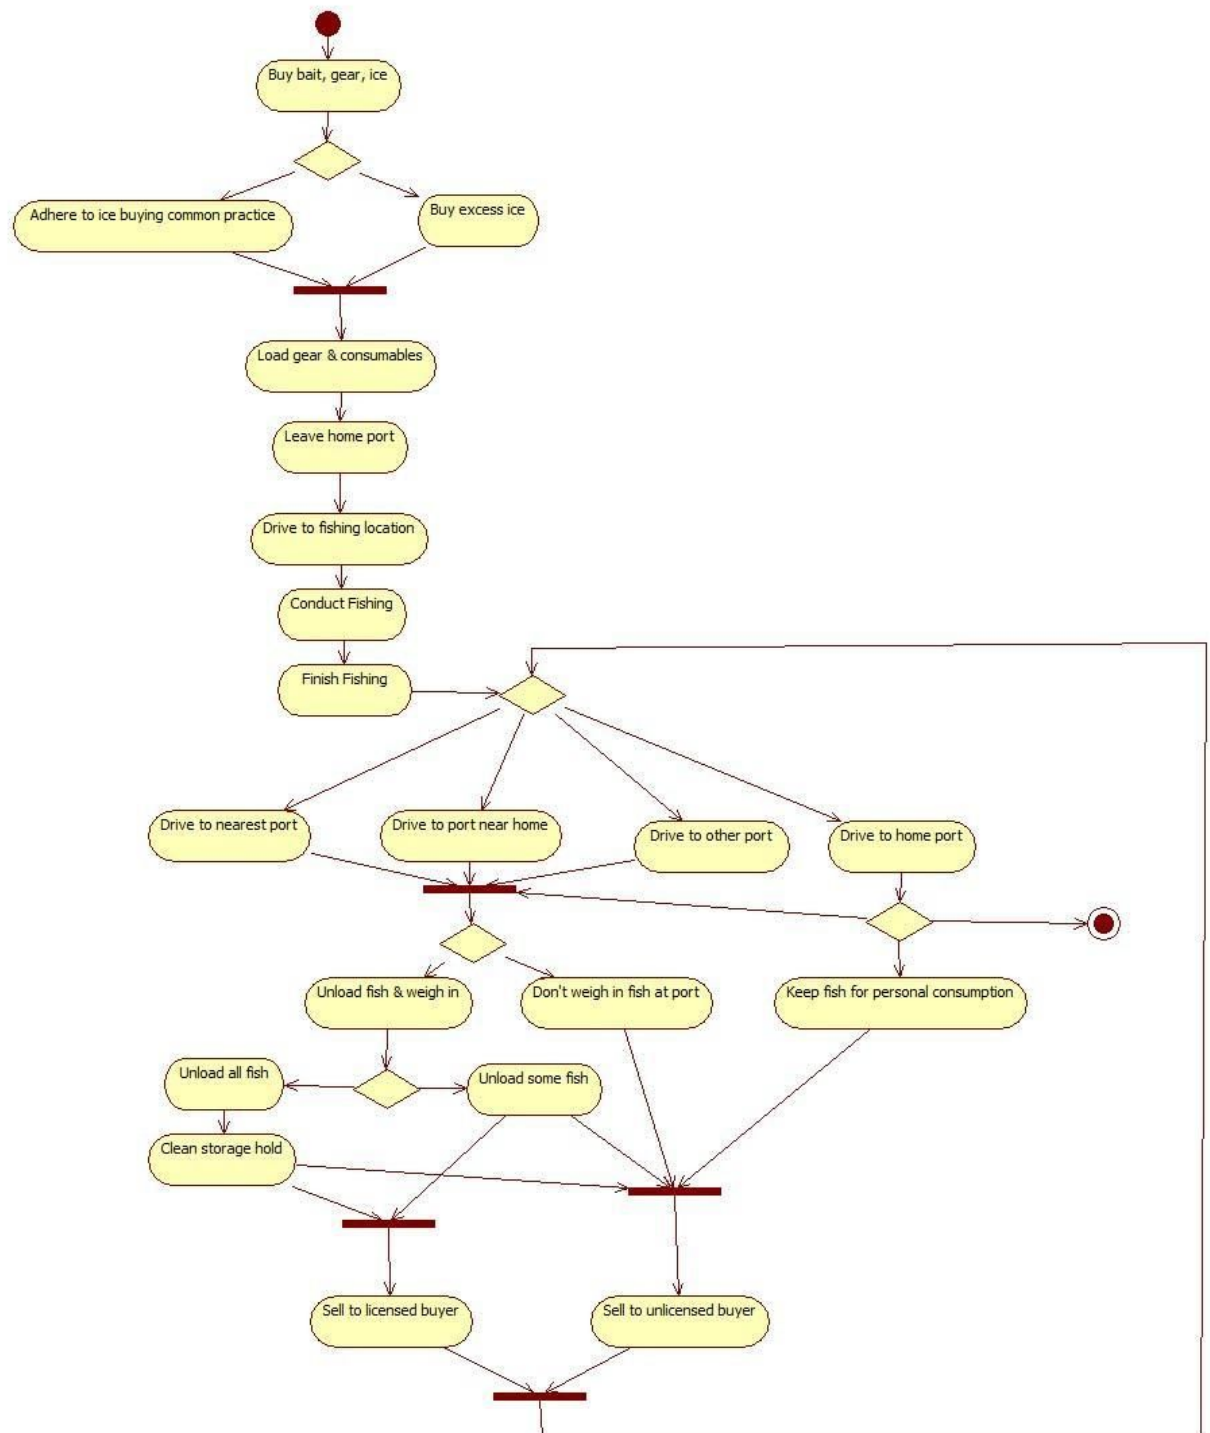 Buy bait, gear, ice
Adhere to ice buying common practice
Buy excess ice
Load gear & consumables
Leave home port
Drive to fishing location
Conduct Fishing
Finish Fishing
Drive to nearest port
Drive to port near home
Drive to other port
Drive to home port
Unload fish & weigh in
Don't weigh in fish at port
Keep fish for personal consumption
Unload all fish
Unload some fish
Clean storage hold
Sell to licensed buyer
Sell to unlicensed buyer